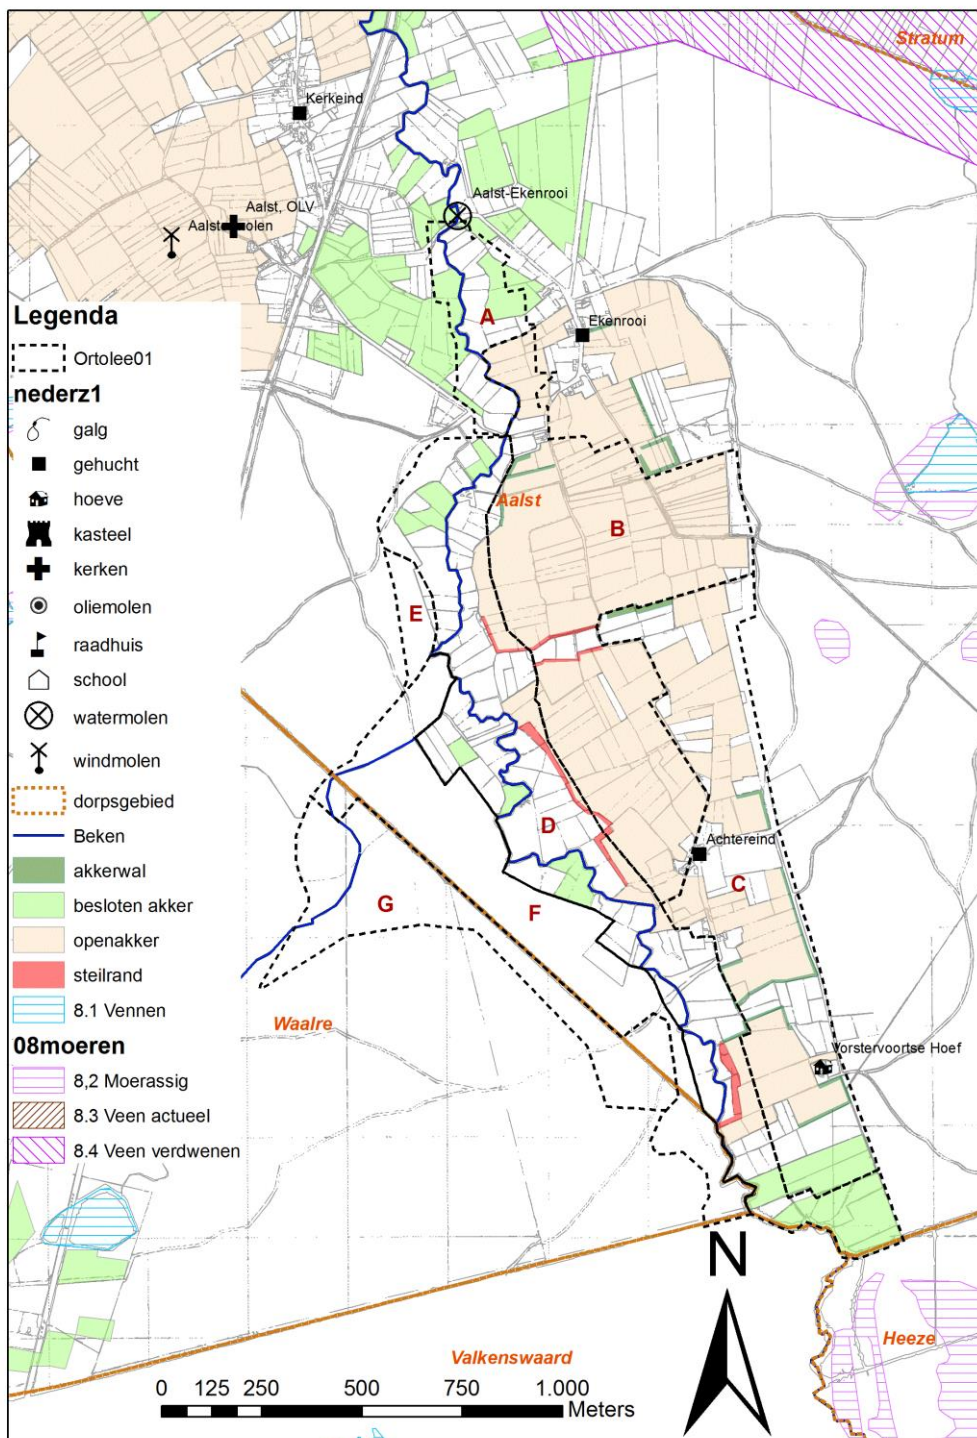 Stratum
Kerkeind
Aalst-Ekenrooi
Aalst, OLV
Aalst molen
A
Ekenrooi
Legenda
Ortolee01
nederz1
galg
gehucht
hoeve
kasteel
kerken
oliemolen
raadhuis
school
watermolen
windmolen
dorpsgebied
Beken
akkerwal
besloten akker
openakker
steilrand
8.1 Vennen
08moeren
8,2 Moerassig
8.3 Veen actueel
8.4 Veen verdwenen
Aalst
B
E
D
Achtereind
C
G
F
Waalre
Vorstervoortse Hoef
N
Heeze
Valkenswaard
0 125 250 500 750 1.000
Meters